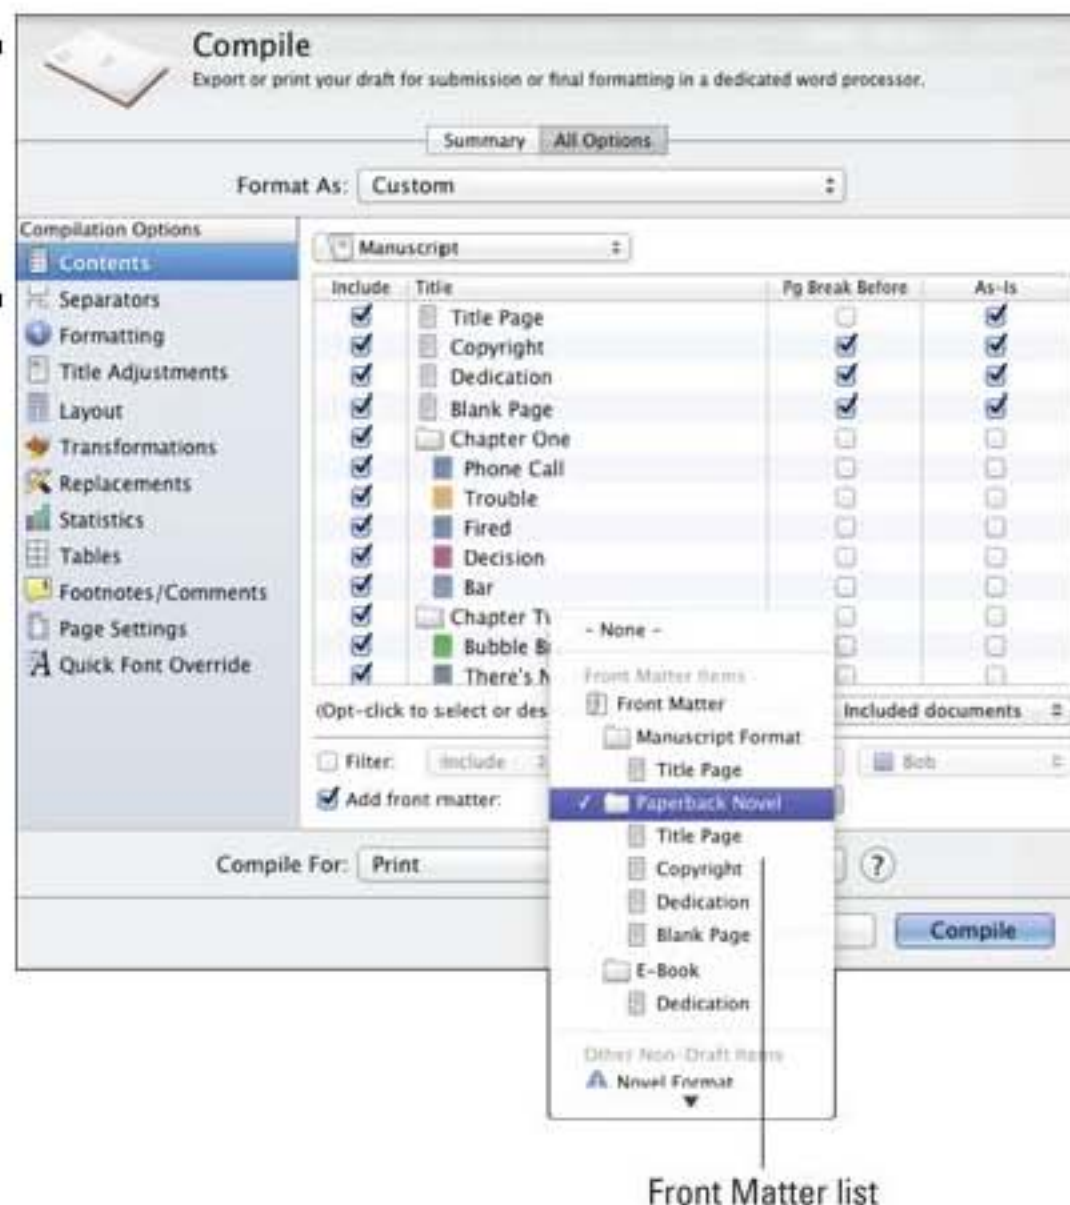 Compile
Export or print your draft for submission or final formatting in a dedicated word processor.
Summary All Options
Format As: Custom
Compilation Options
Contents
Separators
Formatting
Title Adjustments
Layout
Transformations
Replacements
Statistics
Tables
Footnotes/Comments
Page Settings
A Quick Font Override
Manuscript
Include Title Pg Break Before As-Is
Title Page
Copyright
Dedication
Blank Page
Chapter One
Phone Call
Trouble
Fired
Decision
Bar
Chapter Tw
Bubble B
There's N
(Opt-click to select or des Included documents
Filter: Include Bob
Add front matter:
- None -
Front Matter Items
Front Matter
Manuscript Format
Title Page
✓ Paperback Novel
Title Page
Copyright
Dedication
Blank Page
E-Book
Dedication
Other Non-Draft Items
Novel Format
Compile For: Print ?
Compile
Front Matter list